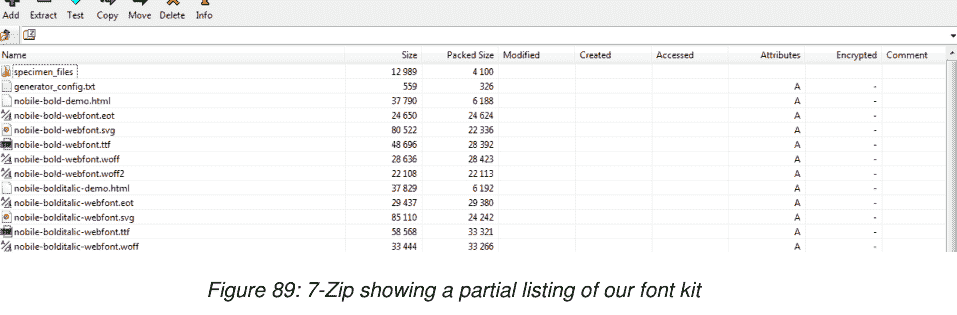 Add Extract Test Copy Move Delete Info
Name Size Packed Size Modified Created Accessed Attributes Encrypted Comment
specimen_files 12 989 4 100
generator_config.txt 559 326 A -
nobile-bold-demo.html 37 790 6 188 A -
nobile-bold-webfont.eot 24 650 24 624 A -
nobile-bold-webfont.svg 80 522 22 336 A -
nobile-bold-webfont.ttf 48 696 28 392 A -
nobile-bold-webfont.woff 28 636 28 423 A -
nobile-bold-webfont.woff2 22 108 22 113 A -
nobile-bolditalic-demo.html 37 829 6 192 A -
nobile-bolditalic-webfont.eot 29 437 29 380 A -
nobile-bolditalic-webfont.svg 85 110 24 242 A -
nobile-bolditalic-webfont.ttf 58 568 33 321 A -
nobile-bolditalic-webfont.woff 33 444 33 266 A -
Figure 89: 7-Zip showing a partial listing of our font kit